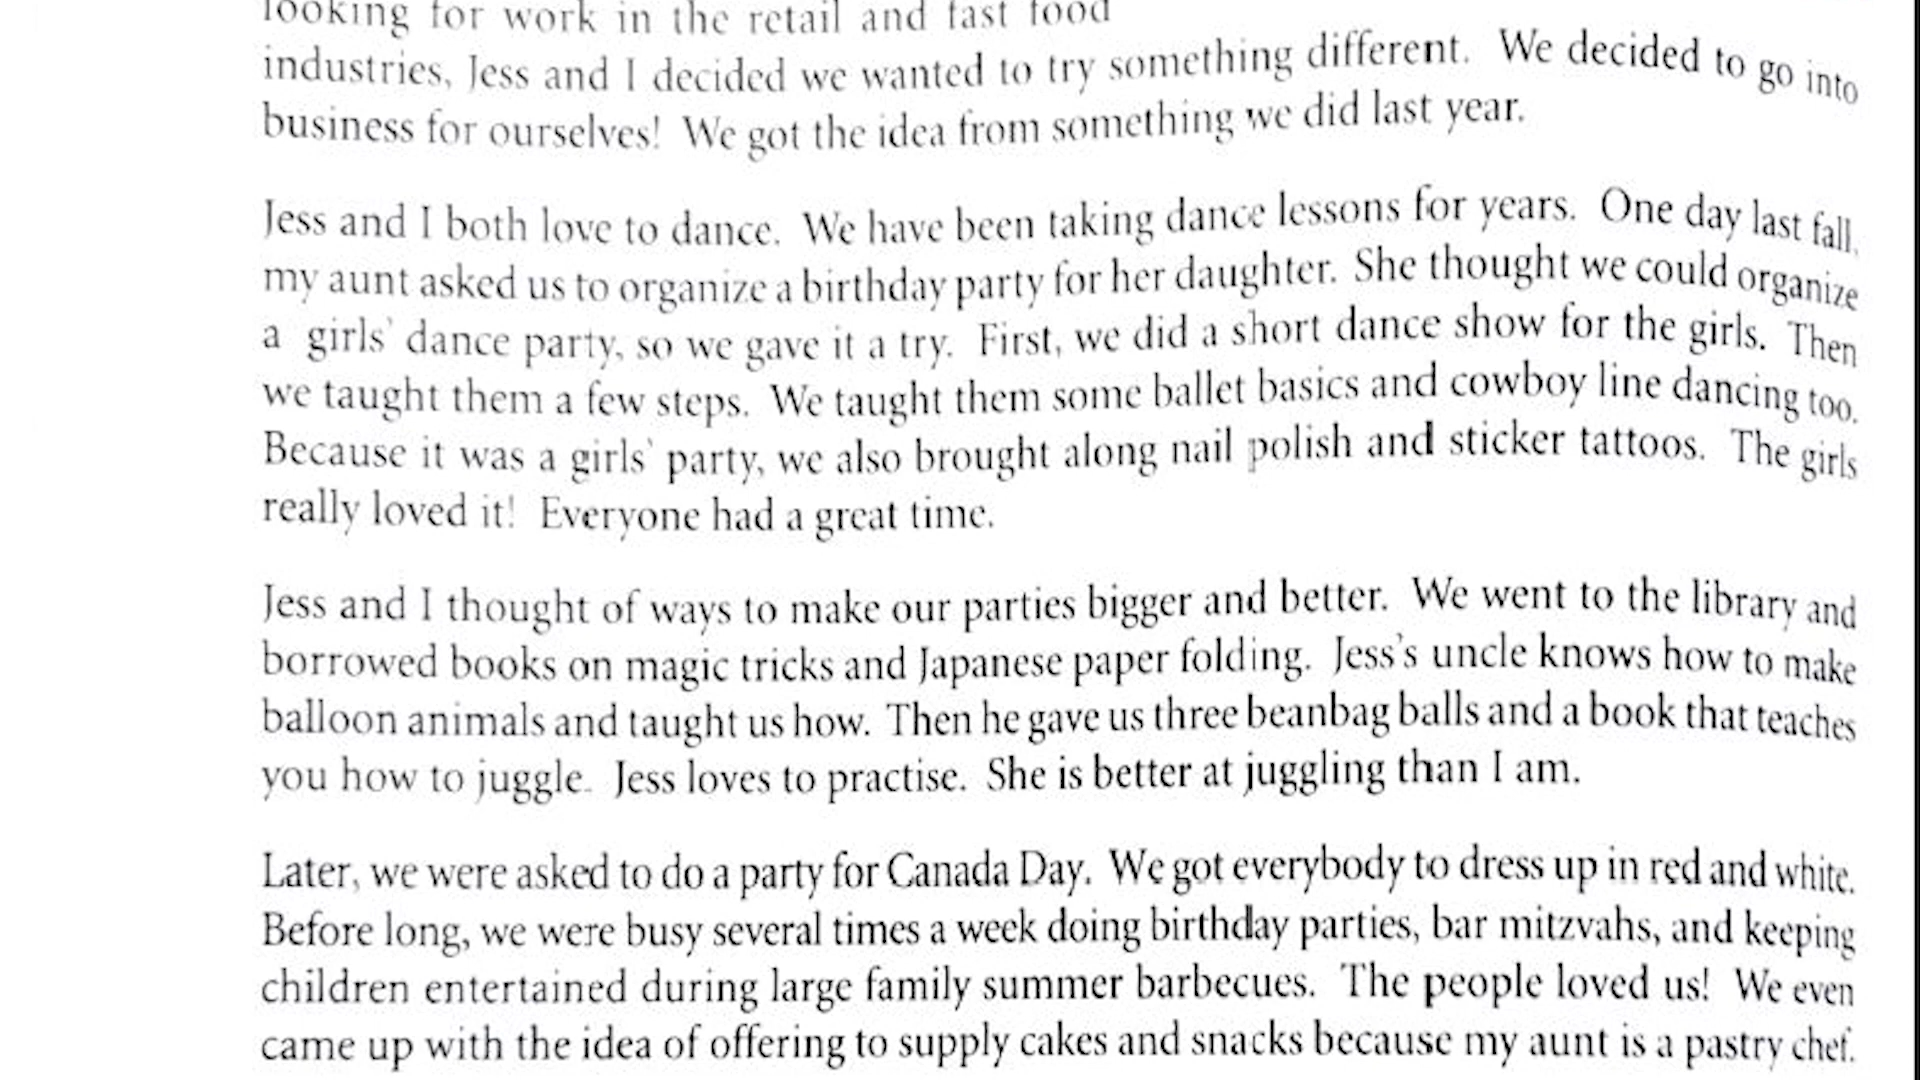 looking for work in the retail and fast food
industries, Jess and I decided we wanted to try something different. We decided to go into
business for ourselves! We got the idea from something we did last year.
Jess and I both love to dance. We have been taking dance lessons for years. One day last fall,
my aunt asked us to organize a birthday party for her daughter. She thought we could organize
a girls' dance party, so we gave it a try. First, we did a short dance show for the girls. Then
we taught them a few steps. We taught them some ballet basics and cowboy line dancing too.
Because it was a girls' party, we also brought along nail polish and sticker tattoos. The girls
really loved it! Everyone had a great time.
Jess and I thought of ways to make our parties bigger and better. We went to the library and
borrowed books on magic tricks and Japanese paper folding. Jess's uncle knows how to make
balloon animals and taught us how. Then he gave us three beanbag balls and a book that teaches
you how to juggle. Jess loves to practise. She is better at juggling than I am.
Later, we were asked to do a party for Canada Day. We got everybody to dress up in red and white.
Before long, we were busy several times a week doing birthday parties, bar mitzvahs, and keeping
children entertained during large family summer barbecues. The people loved us! We even
came up with the idea of offering to supply cakes and snacks because my aunt is a pastry chef.